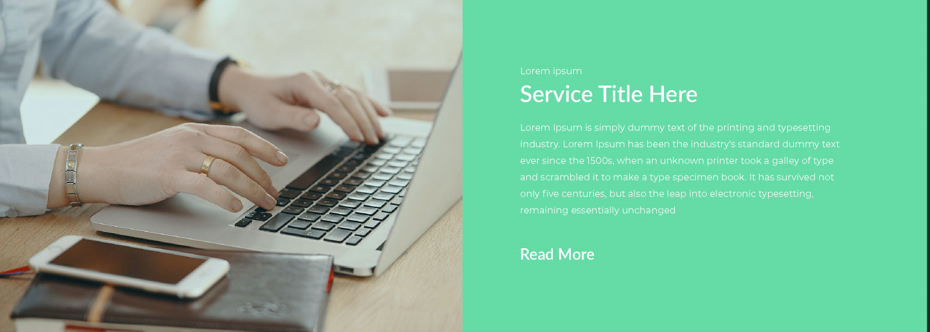 Lorem ipsum
Service Title Here
Lorem Ipsum is simply dummy text of the printing and typesetting
industry. Lorem Ipsum has been the industry's standard dummy text
ever since the 1500s, when an unknown printer took a galley of type
and scrambled it to make a type specimen book. It has survived not
only five centuries, but also the leap into electronic typesetting,
remaining essentially unchanged
Read More